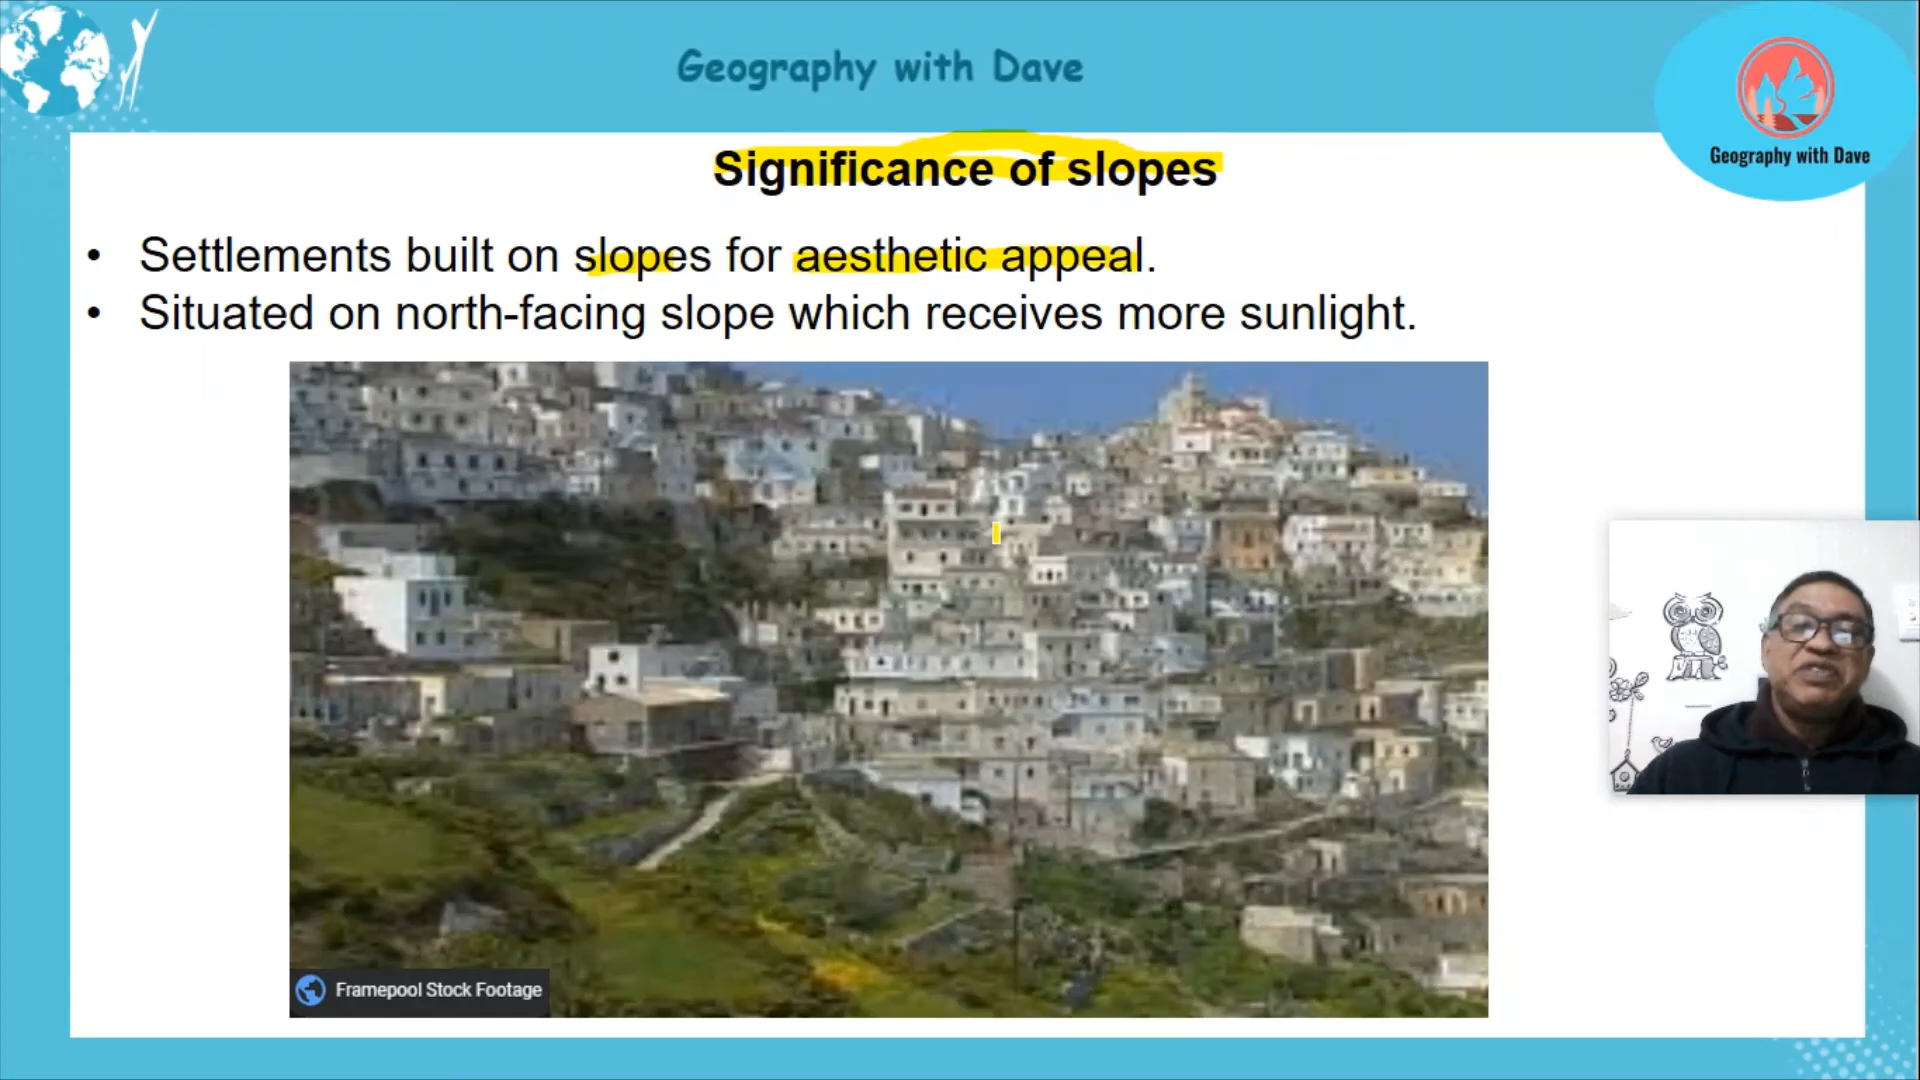 Geography with Dave
Geography with Dave
Significance of slopes
• Settlements built on slopes for aesthetic appeal.
• Situated on north-facing slope which receives more sunlight.
Framepool Stock Footage